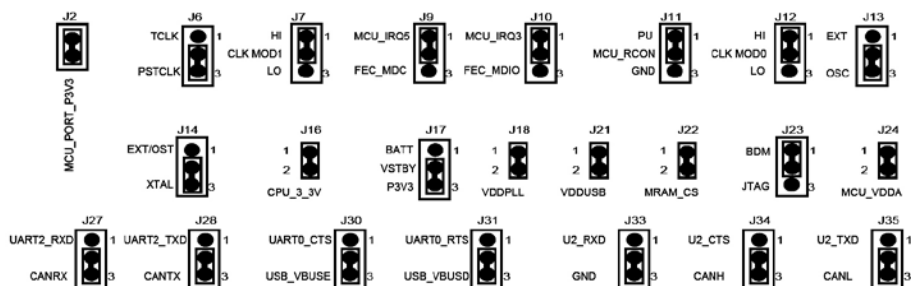 J2 J6 J7 J9 J10 J11 J12 J13
TCLK 1 HI 1 MCU_IRQ5 1 MCU_IRQ3 1 PU 1 HI 1 EXT 1
CLK MOD1 MCU_RCON CLK MOD0
PSTCLK 3 LO 3 FEC_MDC 3 FEC_MDIO 3 GND 3 LO 3 OSC 3
MCU_PORT_P3V3
J14 J16 J17 J18 J21 J22 J23 J24
EXT/OST 1 1 BATT 1 1 1 1 BDM 1 1
2 VSTBY 2 2 2 2
XTAL 3 CPU_3_3V P3V3 3 VDDPLL VDDUSB MRAM_CS JTAG 3 MCU_VDDA
J27 J28 J30 J31 J33 J34 J35
UART2_RXD 1 UART2_TXD 1 UART0_CTS 1 UART0_RTS 1 U2_RXD 1 U2_CTS 1 U2_TXD 1
CANRX 3 CANTX 3 USB_VBUSE 3 USB_VBUSD 3 GND 3 CANH 3 CANL 3